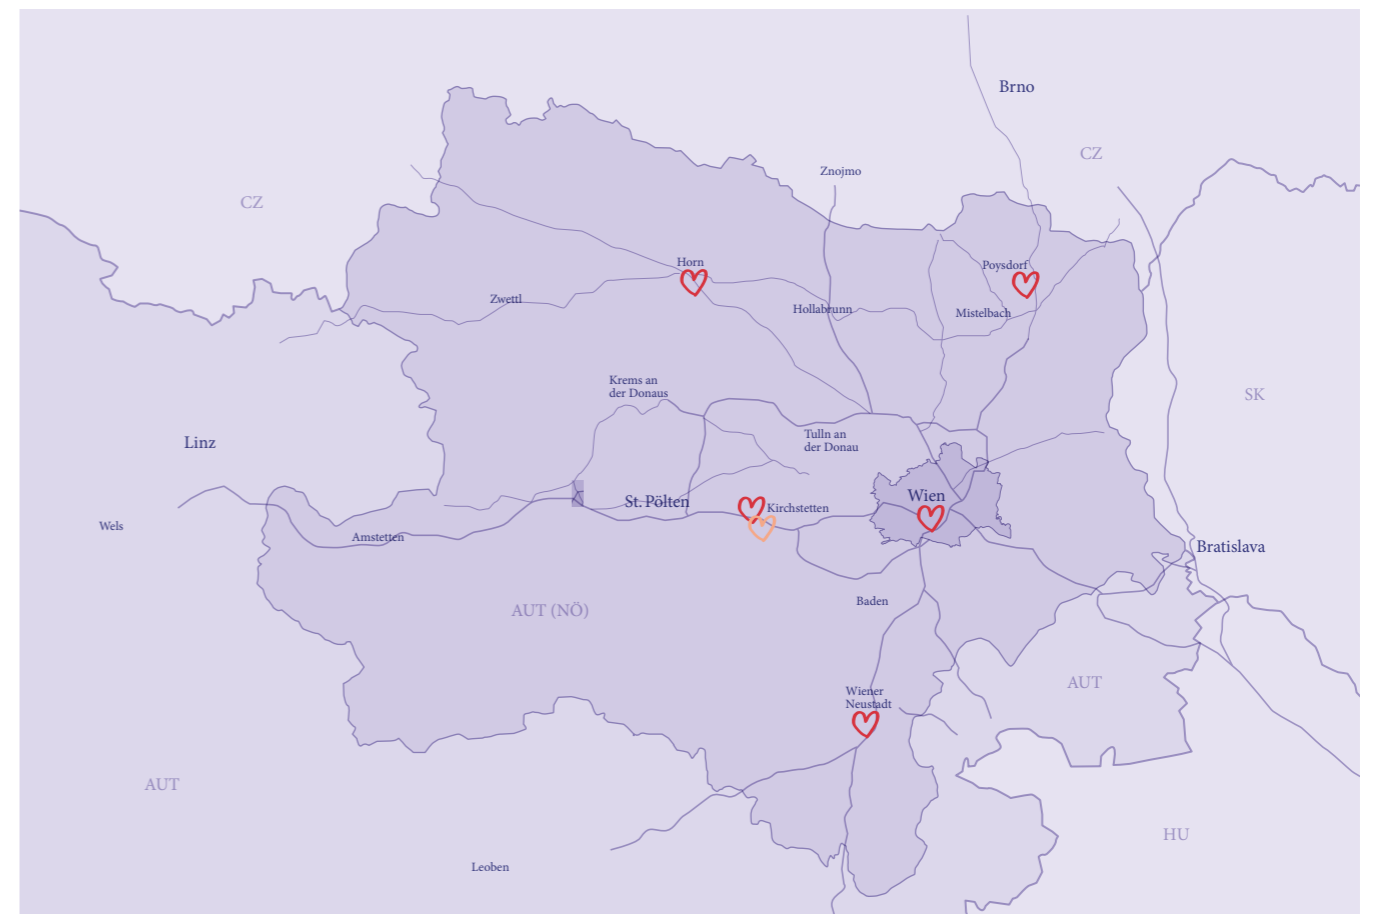 Brno
CZ
Znojmo
CZ
Horn
Poysdorf
Zwettl
Hollabrunn
Mistelbach
Krems an
der Donaus
SK
Linz
Tulln an
der Donau
Wien
St. Pölten
Kirchstetten
Wels
Amstetten
Bratislava
Baden
AUT (NÖ)
AUT
Wiener
Neustadt
AUT
HU
Leoben